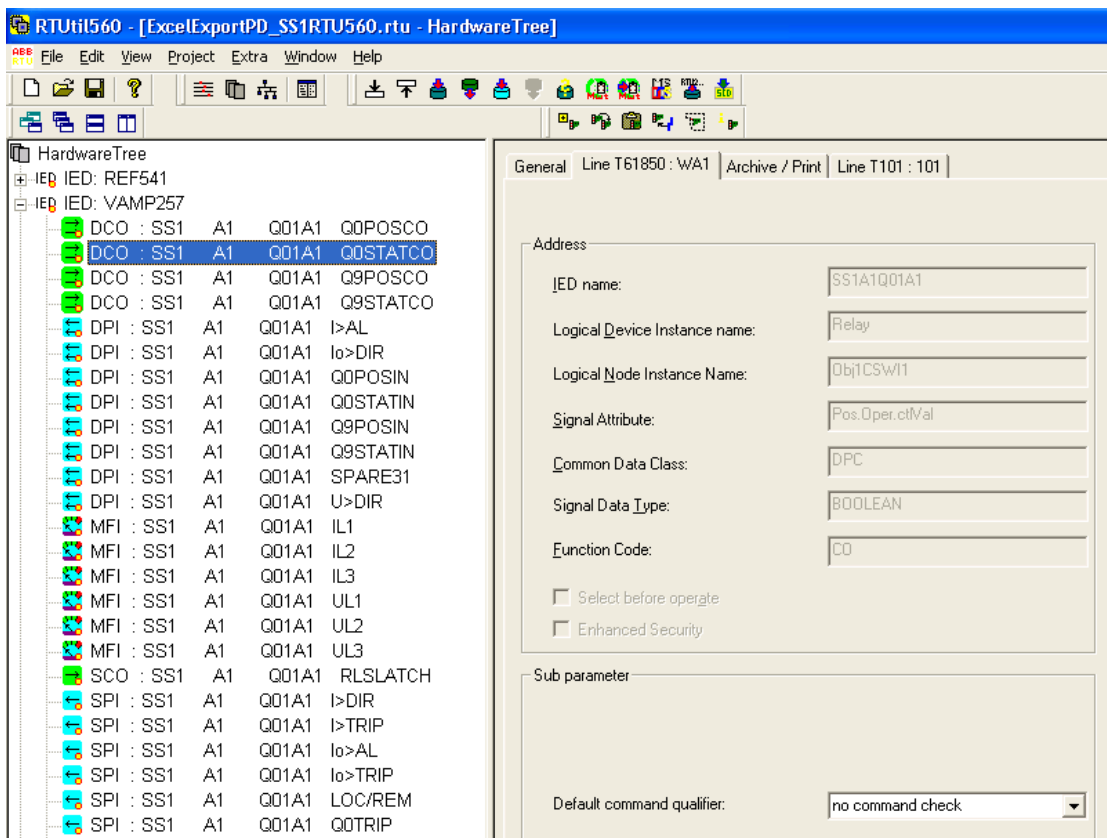 RTUtil560 - [ExcelExportPD_SS1RTU560.rtu - HardwareTree]
ABB RTU File Edit View Project Extra Window Help
HardwareTree
IED IED: REF541
IED IED: VAMP257
DCO : SS1 A1 Q01A1 Q0POSCO
DCO : SS1 A1 Q01A1 Q0STATCO
DCO : SS1 A1 Q01A1 Q9POSCO
DCO : SS1 A1 Q01A1 Q9STATCO
DPI : SS1 A1 Q01A1 I>AL
DPI : SS1 A1 Q01A1 Io>DIR
DPI : SS1 A1 Q01A1 Q0POSIN
DPI : SS1 A1 Q01A1 Q0STATIN
DPI : SS1 A1 Q01A1 Q9POSIN
DPI : SS1 A1 Q01A1 Q9STATIN
DPI : SS1 A1 Q01A1 SPARE31
DPI : SS1 A1 Q01A1 U>DIR
MFI : SS1 A1 Q01A1 IL1
MFI : SS1 A1 Q01A1 IL2
MFI : SS1 A1 Q01A1 IL3
MFI : SS1 A1 Q01A1 UL1
MFI : SS1 A1 Q01A1 UL2
MFI : SS1 A1 Q01A1 UL3
SCO : SS1 A1 Q01A1 RLSLATCH
SPI : SS1 A1 Q01A1 I>DIR
SPI : SS1 A1 Q01A1 I>TRIP
SPI : SS1 A1 Q01A1 Io>AL
SPI : SS1 A1 Q01A1 Io>TRIP
SPI : SS1 A1 Q01A1 LOC/REM
SPI : SS1 A1 Q01A1 Q0TRIP
General Line T61850 : WA1 Archive / Print Line T101 : 101
Address
IED name: SS1A1Q01A1
Logical Device Instance name: Relay
Logical Node Instance Name: Obj1CSWI1
Signal Attribute: Pos.Oper.ctlVal
Common Data Class: DPC
Signal Data Type: BOOLEAN
Function Code: CO
Select before operate
Enhanced Security
Sub parameter
Default command qualifier: no command check